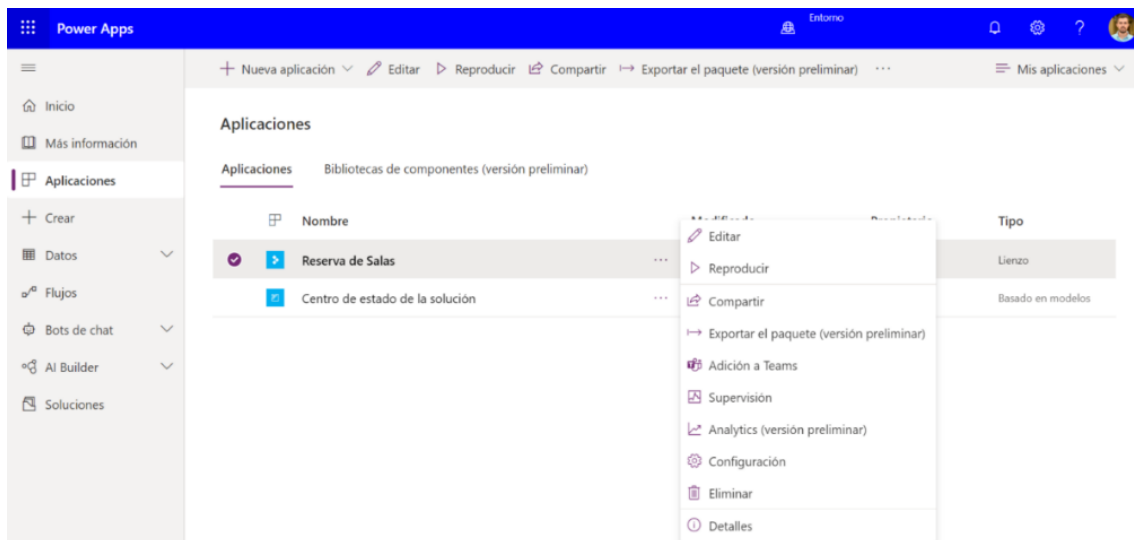 Power Apps
Entorno
Nueva aplicación
Editar
Reproducir
Compartir
Exportar el paquete (versión preliminar)
Mis aplicaciones
Inicio
Más información
Aplicaciones
Crear
Datos
Flujos
Bots de chat
AI Builder
Soluciones
Aplicaciones
Aplicaciones
Bibliotecas de componentes (versión preliminar)
Nombre
Modificado
Propietario
Tipo
Reserva de Salas
Lienzo
Centro de estado de la solución
Basado en modelos
Editar
Reproducir
Compartir
Exportar el paquete (versión preliminar)
Adición a Teams
Supervisión
Analytics (versión preliminar)
Configuración
Eliminar
Detalles